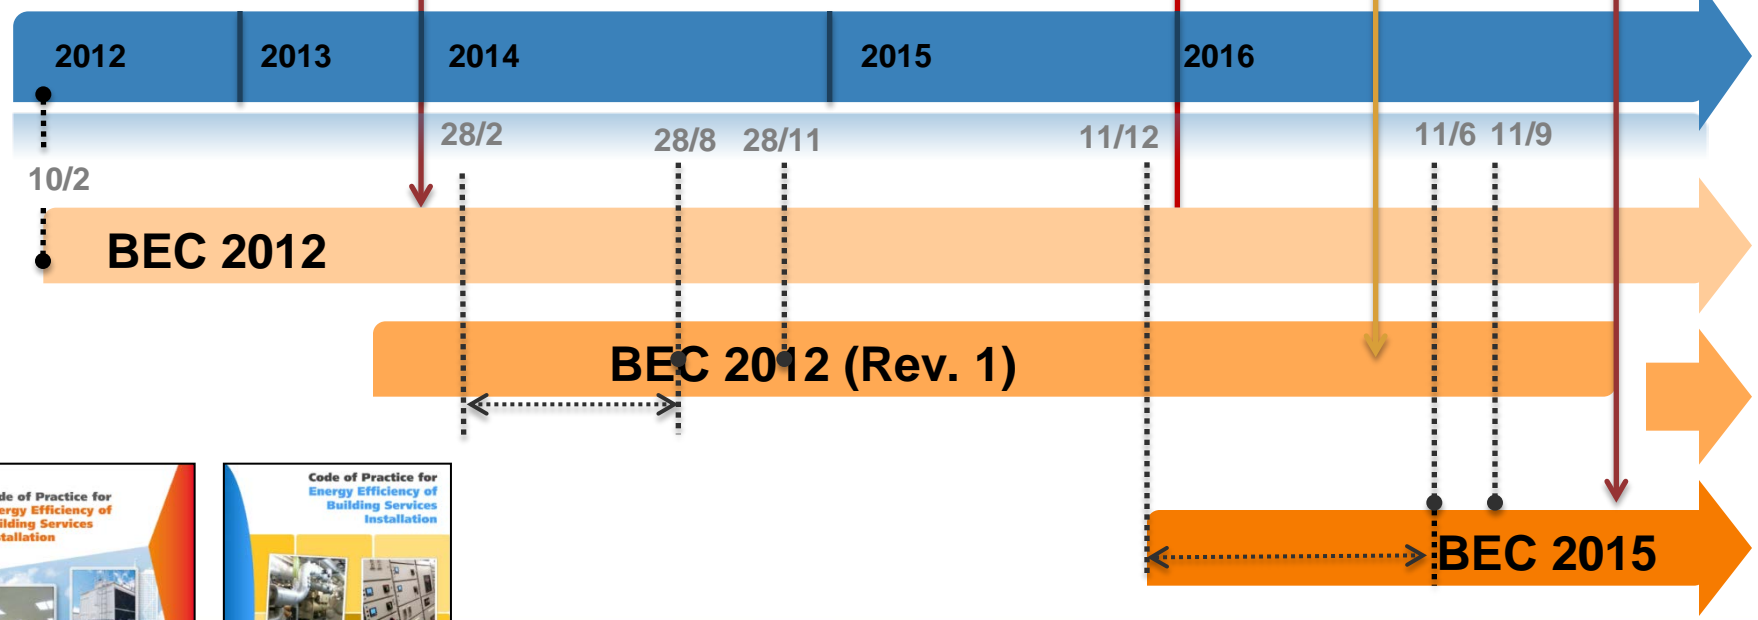 2012 2013 2014 2015 2016
28/2 28/8 28/11 11/12 11/6 11/9
10/2
BEC 2012
BEC 2012 (Rev. 1)
Code of Practice for
Energy Efficiency of
Building Services
Installation
de of Practice for
ergy Efficiency of
ilding Services
tallation
BEC 2015